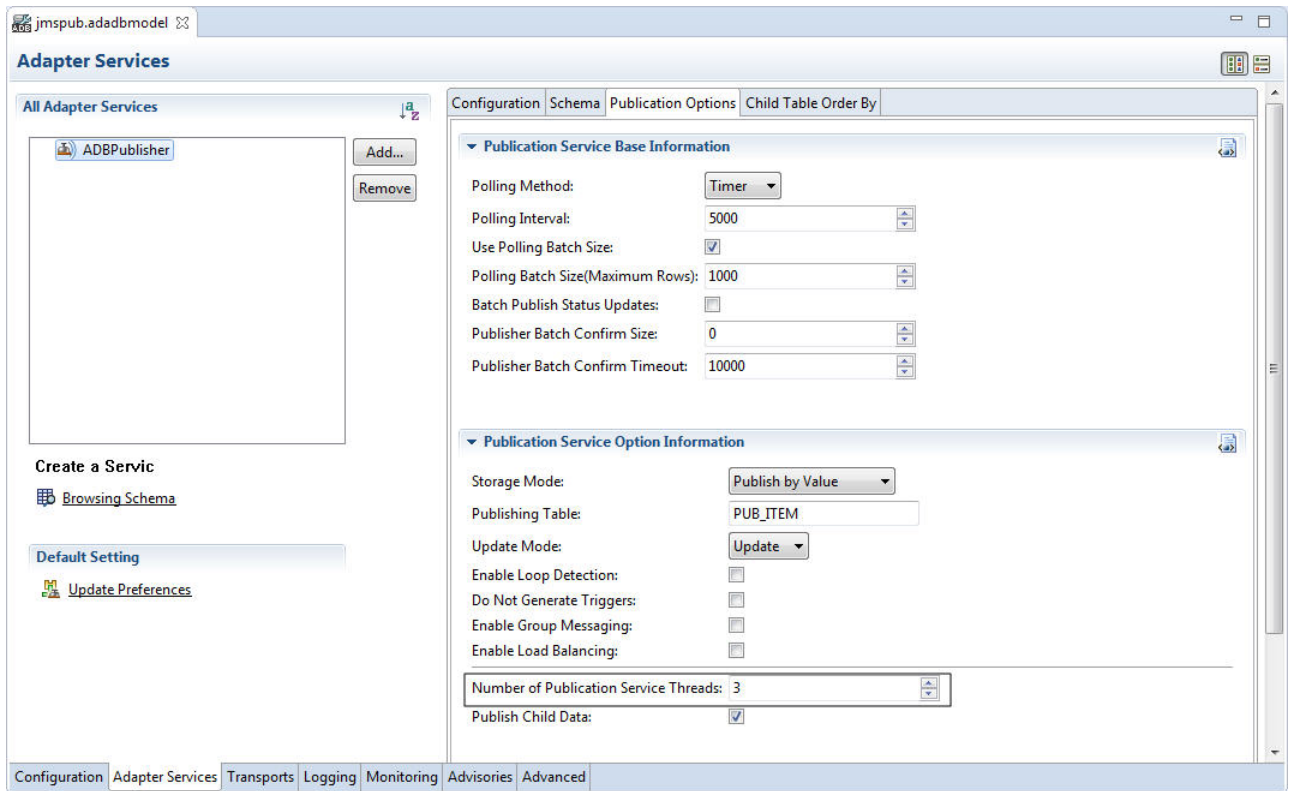 jmspub.adadbmodel
Adapter Services
All Adapter Services
ADBPublisher
Add...
Remove
Create a Servic
Browsing Schema
Default Setting
Update Preferences
Configuration Schema Publication Options Child Table Order By
Publication Service Base Information
Polling Method: Timer
Polling Interval: 5000
Use Polling Batch Size:
Polling Batch Size(Maximum Rows): 1000
Batch Publish Status Updates:
Publisher Batch Confirm Size: 0
Publisher Batch Confirm Timeout: 10000
Publication Service Option Information
Storage Mode: Publish by Value
Publishing Table: PUB_ITEM
Update Mode: Update
Enable Loop Detection:
Do Not Generate Triggers:
Enable Group Messaging:
Enable Load Balancing:
Number of Publication Service Threads: 3
Publish Child Data:
Configuration Adapter Services Transports Logging Monitoring Advisories Advanced